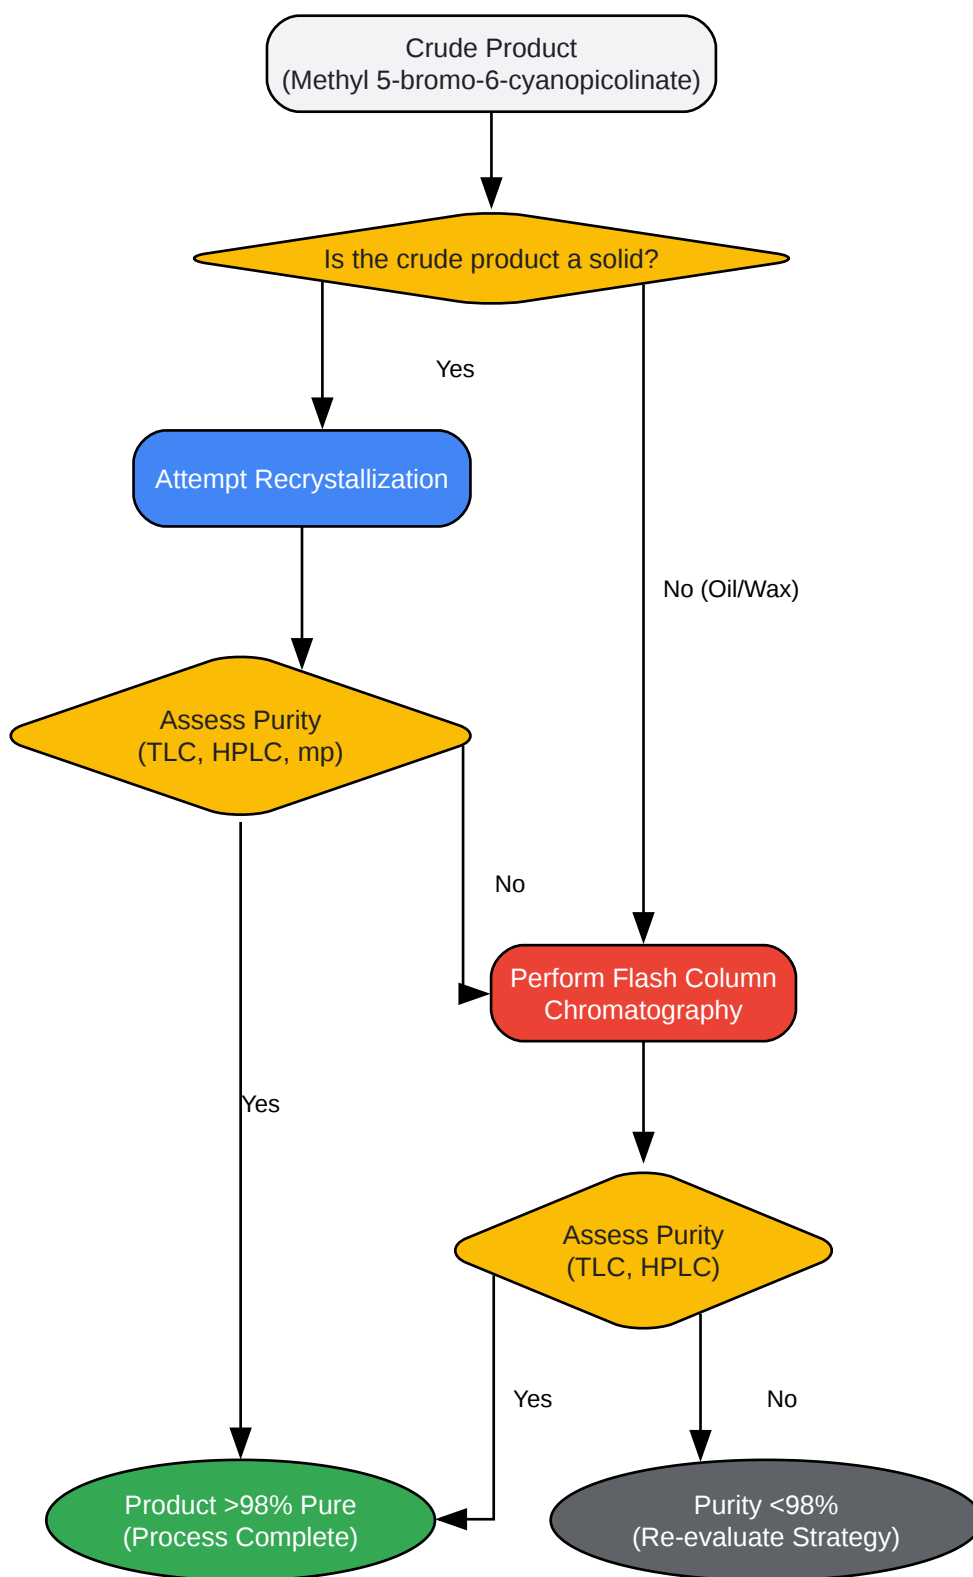 Crude Product
(Methyl 5-bromo-6-cyanopicolinate)
Is the crude product a solid?
Yes
Attempt Recrystallization
No (Oil/Wax)
Assess Purity
(TLC, HPLC, mp)
No
Perform Flash Column
Chromatography
Yes
Assess Purity
(TLC, HPLC)
Yes
No
Product >98% Pure
(Process Complete)
Purity <98%
(Re-evaluate Strategy)